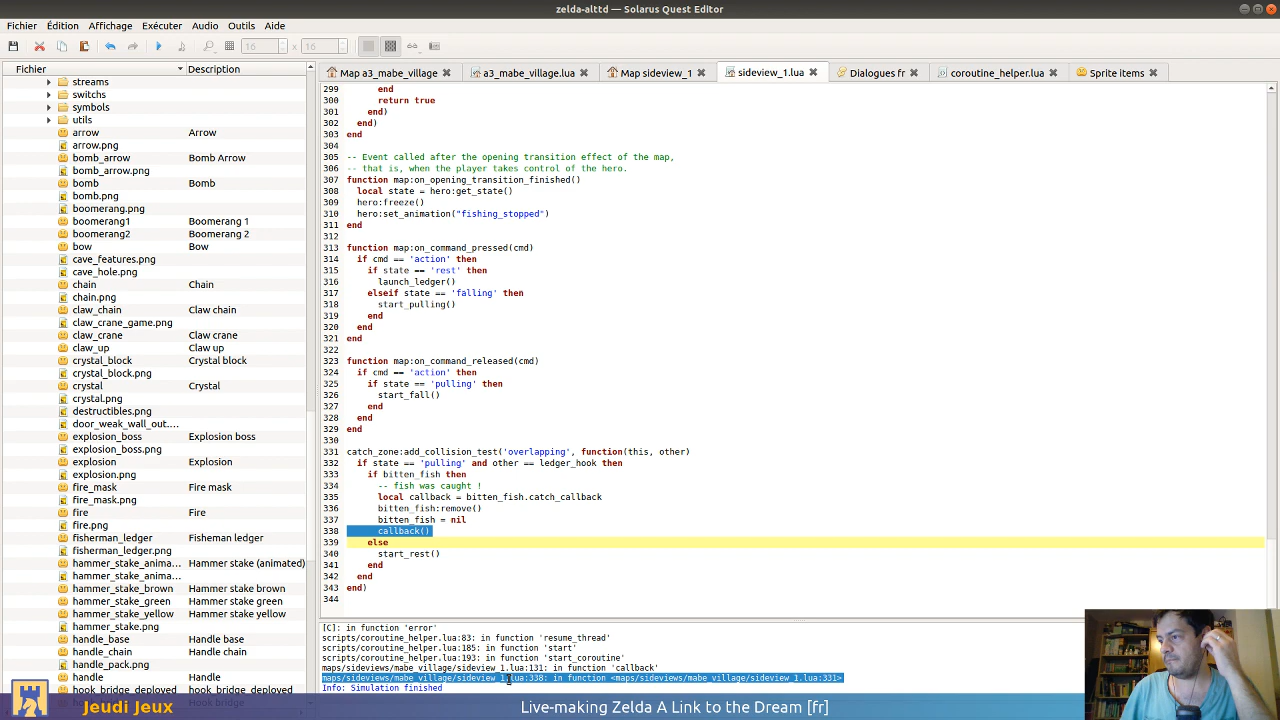 zelda-alttd - Solarus Quest Editor
Fichier Édition Affichage Exécuter Audio Outils Aide
16 x 16
Fichier Description
Map a3_mabe_village a3_mabe_village.lua Map sideview_1 sideview_1.lua Dialogues fr coroutine_helper.lua Sprite items
streams
switchs
symbols
utils
arrow Arrow
arrow.png
bomb_arrow Bomb Arrow
bomb_arrow.png
bomb Bomb
bomb.png
boomerang.png
boomerang1 Boomerang 1
boomerang2 Boomerang 2
bow Bow
cave_features.png
cave_hole.png
chain Chain
chain.png
claw_chain Claw chain
claw_crane_game.png
claw_crane Claw crane
claw_up Claw up
crystal_block Crystal block
crystal_block.png
crystal Crystal
crystal.png
destructibles.png
door_weak_wall_out....
explosion_boss Explosion boss
explosion_boss.png
explosion Explosion
explosion.png
fire_mask Fire mask
fire_mask.png
fire Fire
fire.png
fisherman_ledger Fisheman ledger
fisherman_ledger.png
hammer_stake_anima... Hammer stake (animated)
hammer_stake_anima...
hammer_stake_brown Hammer stake brown
hammer_stake_green Hammer stake green
hammer_stake_yellow Hammer stake yellow
hammer_stake.png
handle_base Handle base
handle_chain Handle chain
handle_pack.png
handle Handle
hook_bridge_deployed hook_bridge_deployed
299 end
300 return true
301 end)
302 end)
303 end
304
305 -- Event called after the opening transition effect of the map,
306 -- that is, when the player takes control of the hero.
307 function map:on_opening_transition_finished()
308 local state = hero:get_state()
309 hero:freeze()
310 hero:set_animation("fishing_stopped")
311 end
312
313 function map:on_command_pressed(cmd)
314 if cmd == 'action' then
315 if state == 'rest' then
316 launch_ledger()
317 elseif state == 'falling' then
318 start_pulling()
319 end
320 end
321 end
322
323 function map:on_command_released(cmd)
324 if cmd == 'action' then
325 if state == 'pulling' then
326 start_fall()
327 end
328 end
329 end
330
331 catch_zone:add_collision_test('overlapping', function(this, other)
332 if state == 'pulling' and other == ledger_hook then
333 if bitten_fish then
334 -- fish was caught !
335 local callback = bitten_fish.catch_callback
336 bitten_fish:remove()
337 bitten_fish = nil
338 callback()
339 else
340 start_rest()
341 end
342 end
343 end)
344
[C]: in function 'error'
scripts/coroutine_helper.lua:83: in function 'resume_thread'
scripts/coroutine_helper.lua:185: in function 'start'
scripts/coroutine_helper.lua:193: in function 'start_coroutine'
maps/sideviews/mabe_village/sideview_1.lua:131: in function 'callback'
maps/sideviews/mabe_village/sideview_1.lua:338: in function <maps/sideviews/mabe_village/sideview_1.lua:331>
Info: Simulation finished
Jeudi Jeux
Live-making Zelda A Link to the Dream [fr]